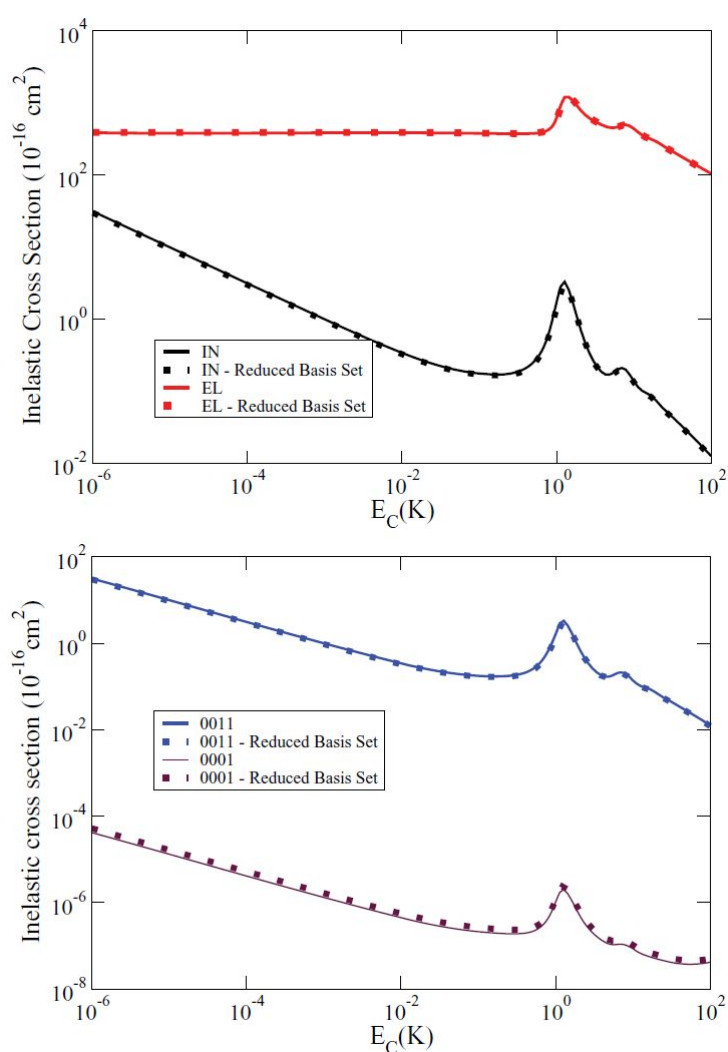 10^4
10^2
10^0
10^-2
Inelastic Cross Section (10^-16 cm^2)
IN
IN - Reduced Basis Set
EL
EL - Reduced Basis Set
10^-6 10^-4 10^-2 10^0 10^2
E_C(K)
10^2
10^0
10^-2
10^-4
10^-6
10^-8
Inelastic cross section (10^-16 cm^2)
0011
0011 - Reduced Basis Set
0001
0001 - Reduced Basis Set
10^-6 10^-4 10^-2 10^0 10^2
E_C(K)